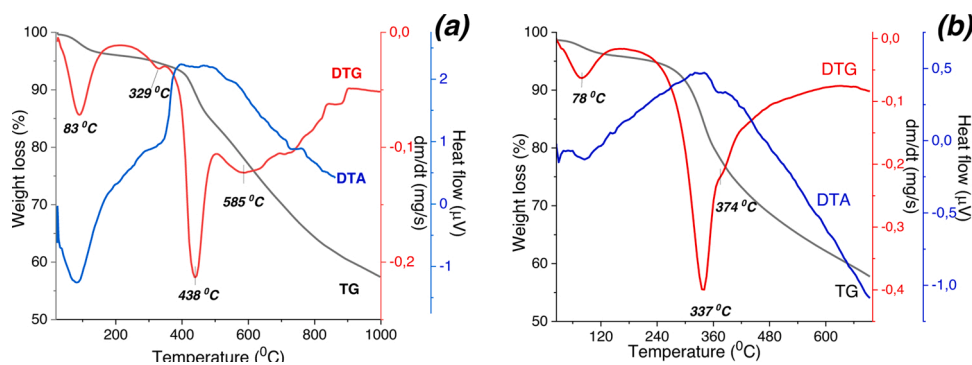 (a)
100
90
80
70
60
50
Weight loss (%)
0 200 400 600 800 1000
Temperature (⁰C)
83 ⁰C
329 ⁰C
438 ⁰C
585 ⁰C
DTG
DTA
TG
0,0
-0,1
-0,2
dm/dt (mg/s)
2
1
0
-1
Heat flow (µV)
(b)
100
90
80
70
60
50
Weight loss (%)
120 240 360 480 600
Temperature (⁰C)
78 ⁰C
337 ⁰C
374 ⁰C
DTG
DTA
TG
0,0
-0,1
-0,2
-0,3
-0,4
dm/dt (mg/s)
0,5
0,0
-0,5
-1,0
Heat flow (µV)